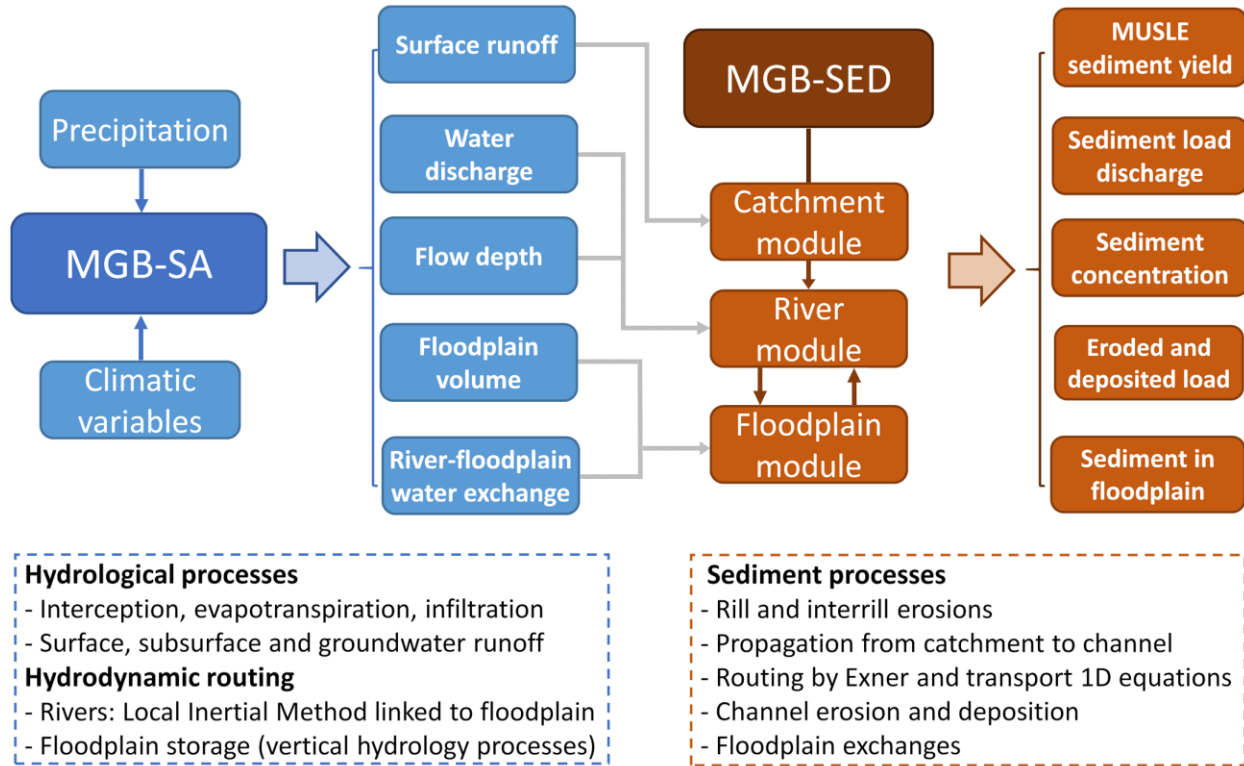 Precipitation
MGB-SA
Climatic
variables
Surface runoff
Water
discharge
Flow depth
Floodplain
volume
River-floodplain
water exchange
MGB-SED
Catchment
module
River
module
Floodplain
module
MUSLE
sediment yield
Sediment load
discharge
Sediment
concentration
Eroded and
deposited load
Sediment in
floodplain
Hydrological processes
- Interception, evapotranspiration, infiltration
- Surface, subsurface and groundwater runoff
Hydrodynamic routing
- Rivers: Local Inertial Method linked to floodplain
- Floodplain storage (vertical hydrology processes)
Sediment processes
- Rill and interrill erosions
- Propagation from catchment to channel
- Routing by Exner and transport 1D equations
- Channel erosion and deposition
- Floodplain exchanges